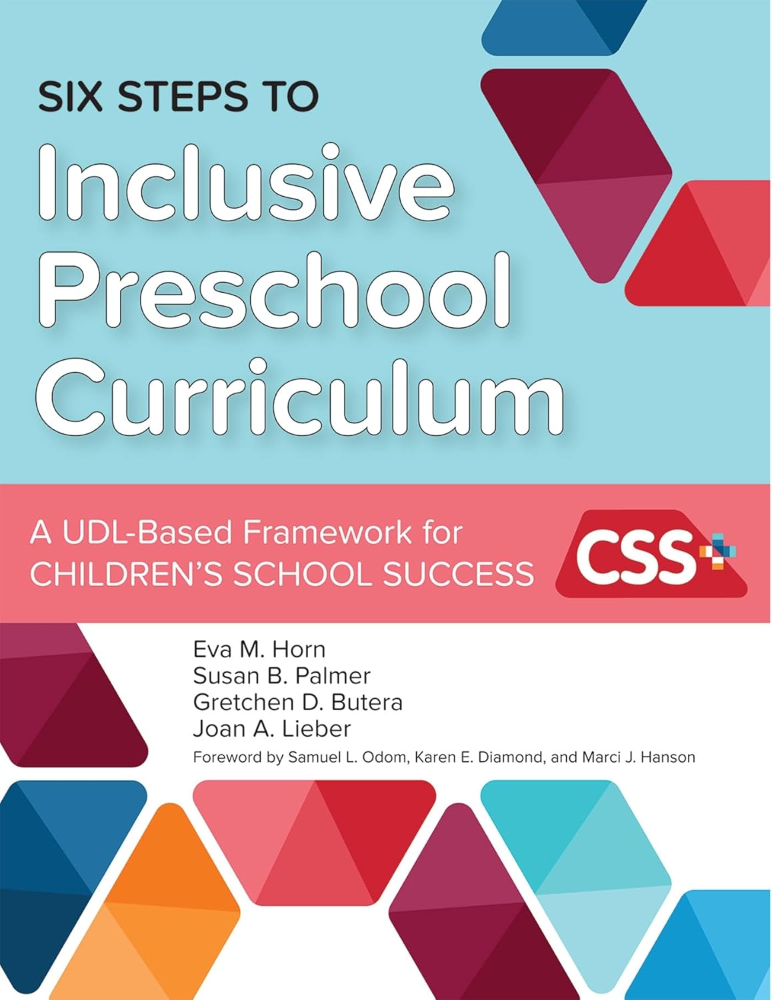 SIX STEPS TO
Inclusive
Preschool
Curriculum
A UDL-Based Framework for
CHILDREN'S SCHOOL SUCCESS
CSS+
Eva M. Horn
Susan B. Palmer
Gretchen D. Butera
Joan A. Lieber
Foreword by Samuel L. Odom, Karen E. Diamond, and Marci J. Hanson